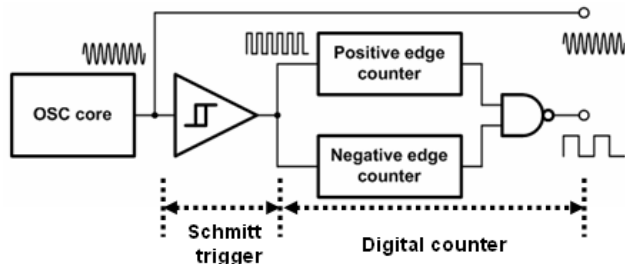 Positive edge
counter
OSC core
Negative edge
counter
Schmitt
trigger
Digital counter